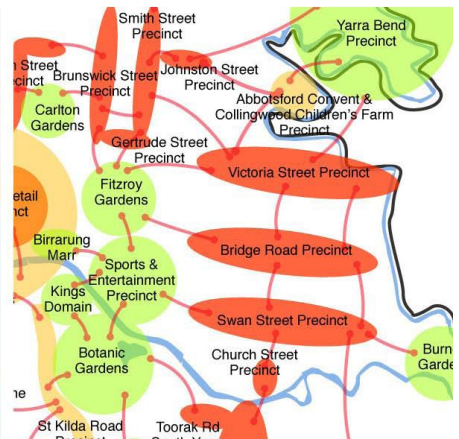 Smith Street
Precinct
Yarra Bend
Precinct
Brunswick Street
Precinct
Johnston Street
Precinct
Carlton
Gardens
Abbotsford Convent &
Collingwood Children's Farm
Precinct
Gertrude Street
Precinct
Victoria Street Precinct
Fitzroy
Gardens
Birrarung
Marr
Bridge Road Precinct
Sports &
Entertainment
Precinct
Kings
Domain
Swan Street Precinct
Church Street
Precinct
Botanic
Gardens
St Kilda Road
Toorak Rd